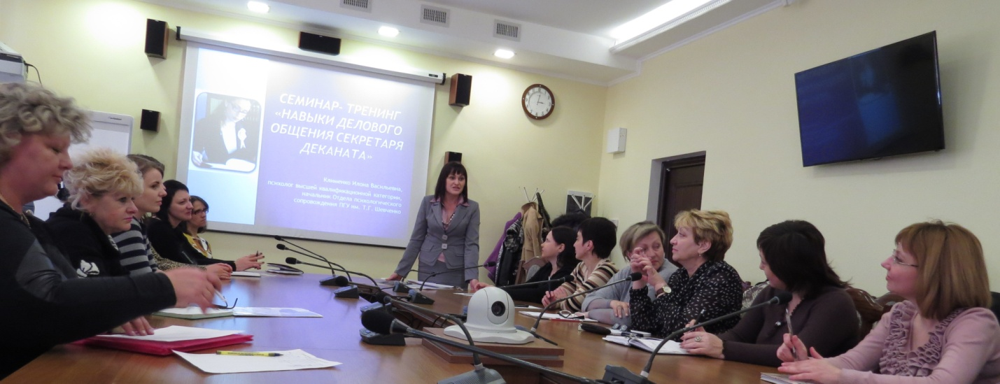 СЕМИНАР- ТРЕНИНГ
«НАВЫКИ ДЕЛОВОГО
ОБЩЕНИЯ СЕКРЕТАРЯ
ДЕКАНАТА»
Клименко Илона Васильевна,
психолог высшей квалификационной категории,
начальник Отдела психологического
сопровождения ПГУ им. Т.Г. Шевченко